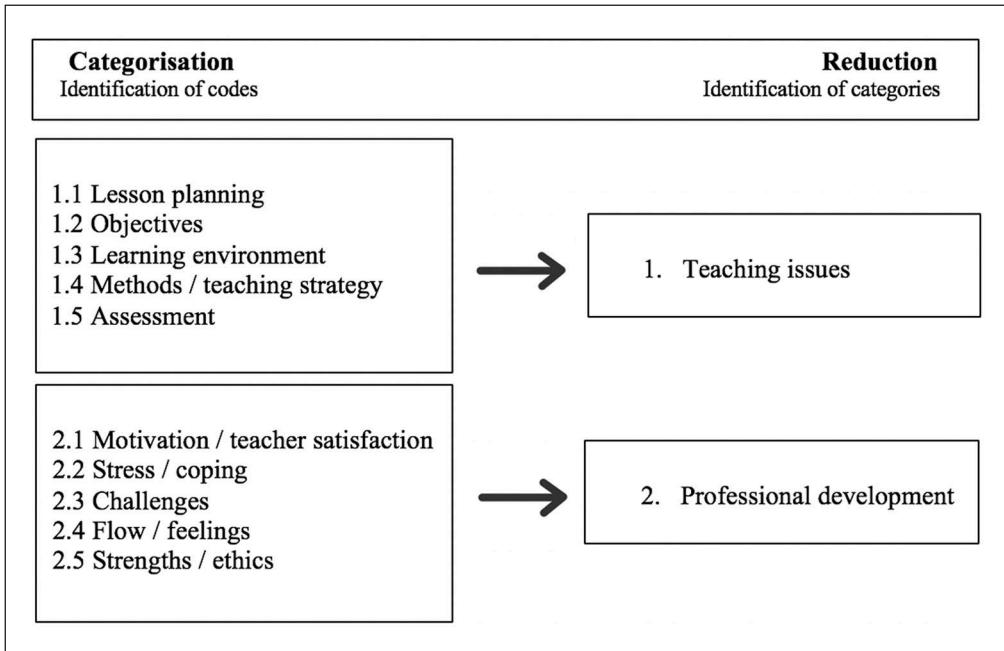 Categorisation
Identification of codes
Reduction
Identification of categories
1.1 Lesson planning
1.2 Objectives
1.3 Learning environment
1.4 Methods / teaching strategy
1.5 Assessment
1. Teaching issues
2.1 Motivation / teacher satisfaction
2.2 Stress / coping
2.3 Challenges
2.4 Flow / feelings
2.5 Strengths / ethics
2. Professional development